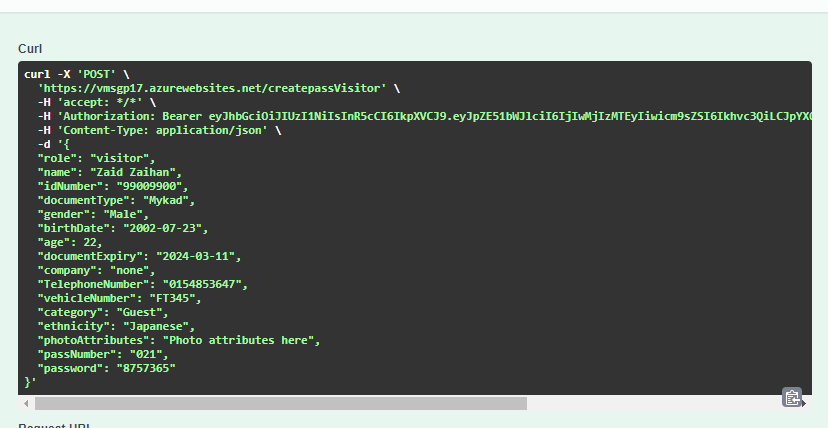 Curl
curl -X 'POST' \
'https://vmsgp17.azurewebsites.net/createpassVisitor' \
-H 'accept: */*' \
-H 'Authorization: Bearer eyJhbGciOiJIUzI1NiIsInR5cCI6IkpXVCJ9.eyJpZE51bWJlciI6IjIwMjIzMTEyIiwicm9sZSI6Ikhvc3QiLCJpYXQ
-H 'Content-Type: application/json' \
-d '{
"role": "visitor",
"name": "Zaid Zaihan",
"idNumber": "99009900",
"documentType": "Mykad",
"gender": "Male",
"birthDate": "2002-07-23",
"age": 22,
"documentExpiry": "2024-03-11",
"company": "none",
"TelephoneNumber": "0154853647",
"vehicleNumber": "FT345",
"category": "Guest",
"ethnicity": "Japanese",
"photoAttributes": "Photo attributes here",
"passNumber": "021",
"password": "8757365"
}'
Request URL